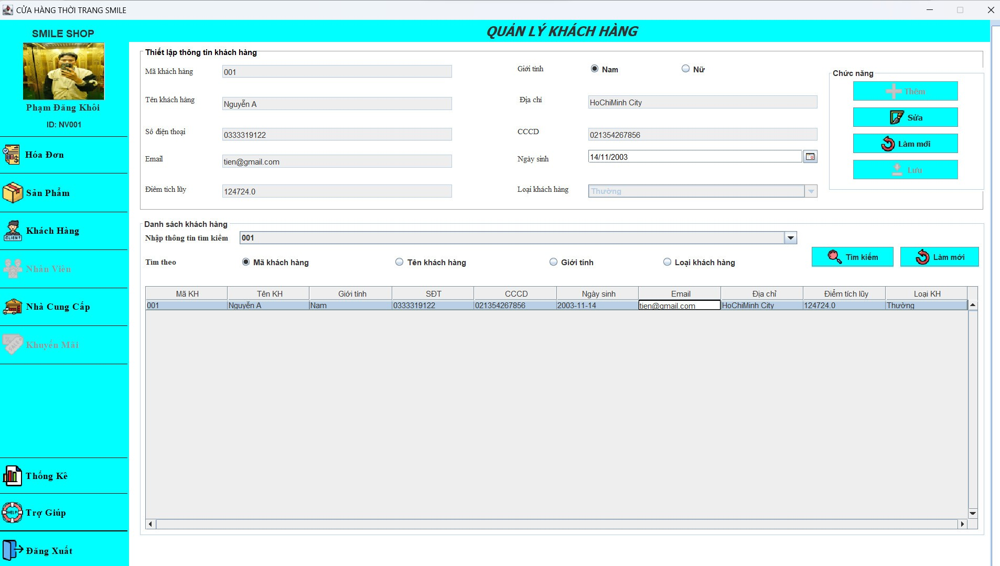 CỬA HÀNG THỜI TRANG SMILE
QUẢN LÝ KHÁCH HÀNG
SMILE SHOP
Phạm Đăng Khôi
ID: NV001
Hóa Đơn
Sản Phẩm
Khách Hàng
CLIENT
Nhân Viên
Nhà Cung Cấp
Khuyến Mãi
SALE
Thống Kê
Trợ Giúp
HELP
Đăng Xuất
Thiết lập thông tin khách hàng
Mã khách hàng 001
Giới tính Nam Nữ
Tên khách hàng Nguyễn A
Địa chỉ HoChiMinh City
Số điện thoại 0333319122
CCCD 021354267856
Email tien@gmail.com
Ngày sinh 14/11/2003
Điểm tích lũy 124724.0
Loại khách hàng Thường
Chức năng
Thêm
Sửa
Làm mới
Lưu
Danh sách khách hàng
Nhập thông tin tìm kiếm 001
Tìm theo Mã khách hàng Tên khách hàng Giới tính Loại khách hàng
Tìm kiếm Làm mới
Mã KH Tên KH Giới tính SĐT CCCD Ngày sinh Email Địa chỉ Điểm tích lũy Loại KH
001 Nguyễn A Nam 0333319122 021354267856 2003-11-14 tien@gmail.com HoChiMinh City 124724.0 Thường